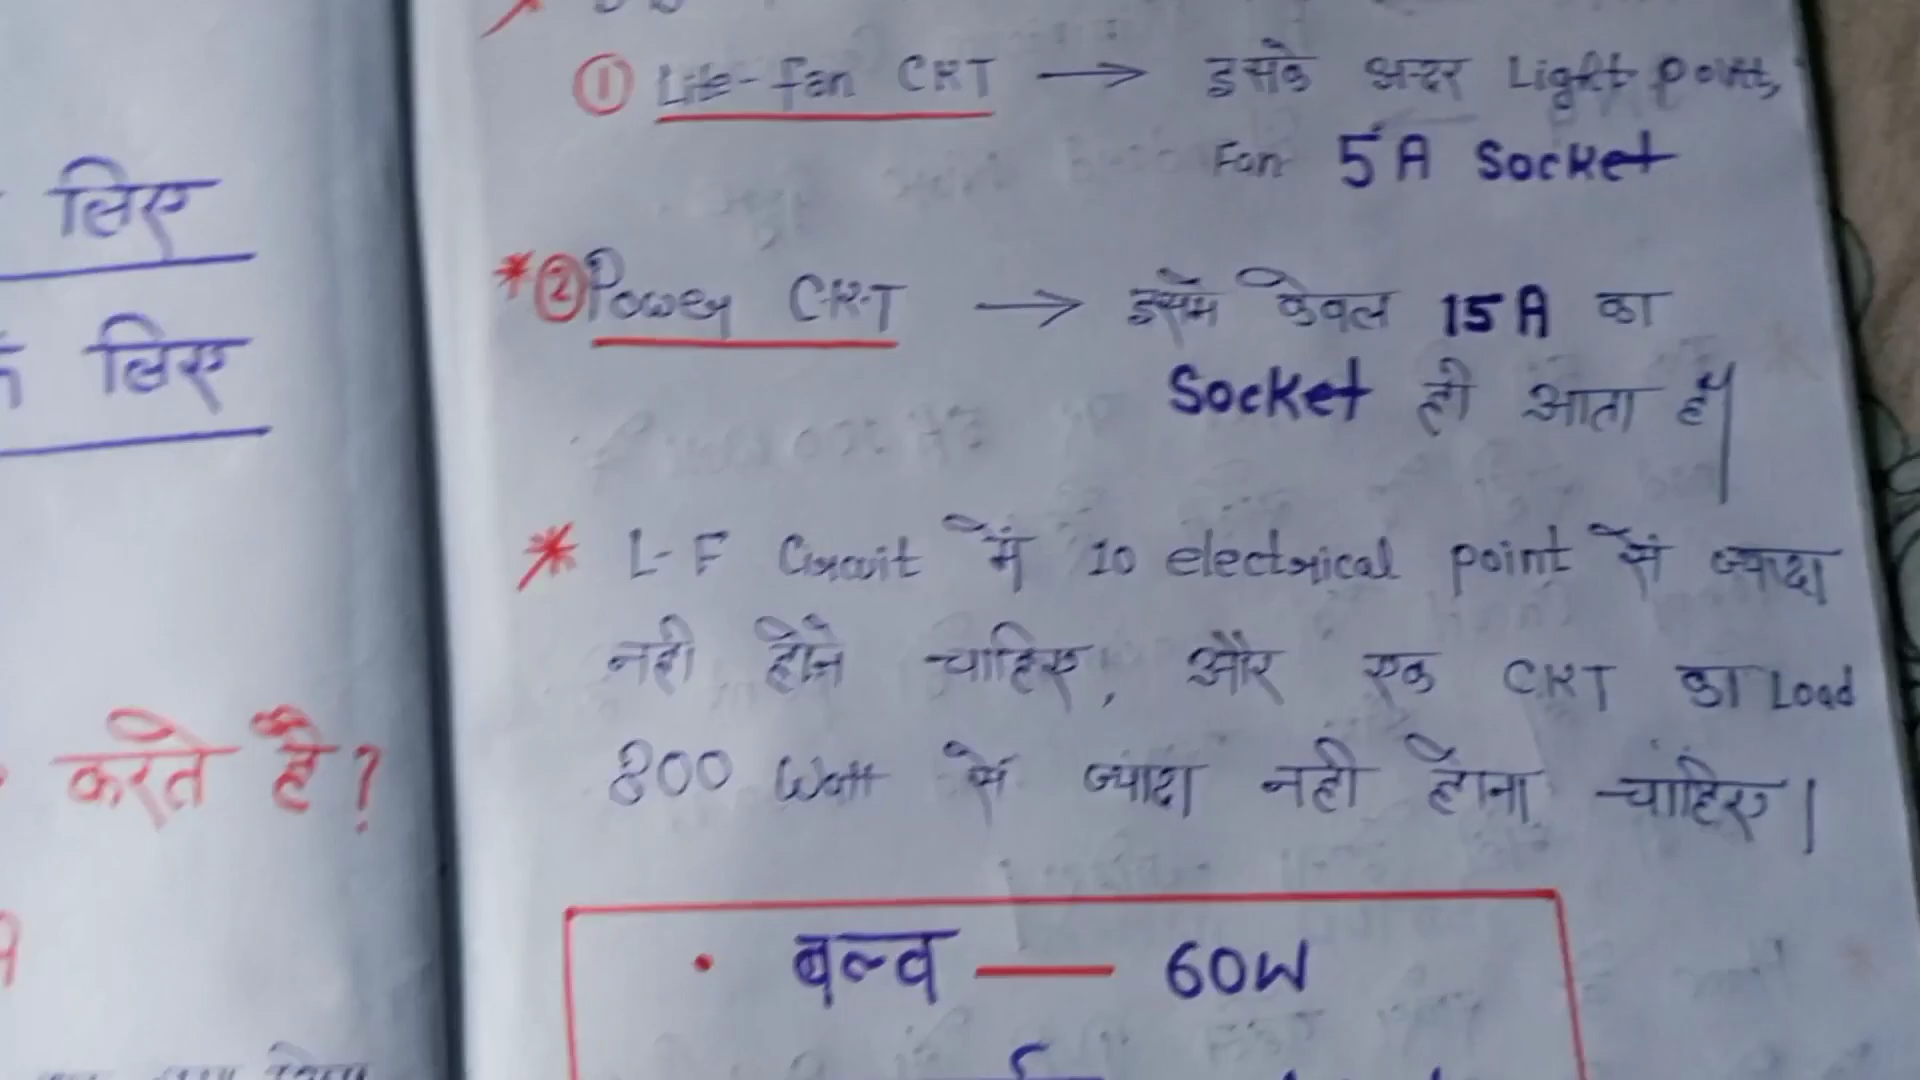 लिए
लिए
करते है?
① Lite-fan CKT → इसके अन्दर Light point,
Fan 5A Socket
* ② Power CKT → इसमे केवल 15A का
Socket ही आता है|
* L-F Circuit में 10 electrical point से ज्यादा
नही होने चाहिए, और एक CKT का Load
800 Watt से ज्यादा नही होना चाहिए|
• बल्व — 60W